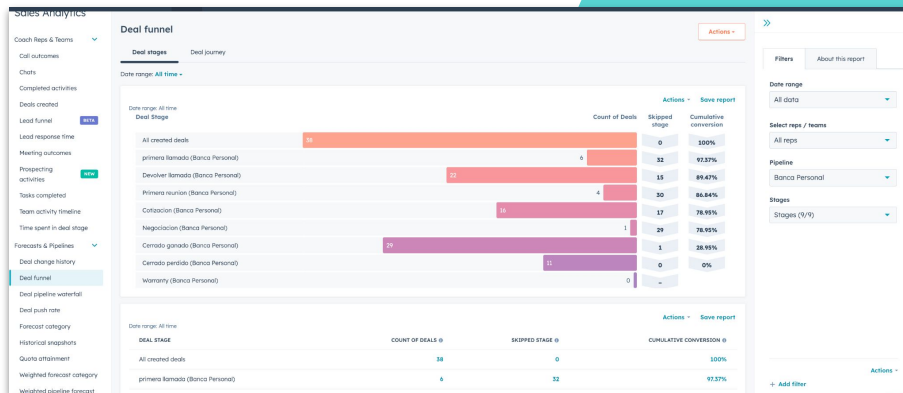 Sales Analytics
Coach Reps & Teams
Call outcomes
Chats
Completed activities
Deals created
Lead funnel BETA
Lead response time
Meeting outcomes
Prospecting
activities NEW
Tasks completed
Team activity timeline
Time spent in deal stage
Forecasts & Pipelines
Deal change history
Deal funnel
Deal pipeline waterfall
Deal push rate
Forecast category
Historical snapshots
Quota attainment
Weighted forecast category
Weighted pipeline forecast
Deal funnel
Actions
Deal stages Deal journey
Date range: All time
Actions Save report
Date range: All time
Deal Stage Count of Deals Skipped stage Cumulative conversion
All created deals 38 0 100%
primera llamada (Banca Personal) 6 32 97.37%
Devolver llamada (Banca Personal) 22 15 89.47%
Primera reunion (Banca Personal) 4 30 86.84%
Cotizacion (Banca Personal) 16 17 78.95%
Negociacion (Banca Personal) 1 29 78.95%
Cerrado ganado (Banca Personal) 29 1 28.95%
Cerrado perdido (Banca Personal) 11 0 0%
Warranty (Banca Personal) 0 –
Actions Save report
Date range: All time
DEAL STAGE COUNT OF DEALS SKIPPED STAGE CUMULATIVE CONVERSION
All created deals 38 0 100%
primera llamada (Banca Personal) 6 32 97.37%
Filters About this report
Date range
All data
Select reps / teams
All reps
Pipeline
Banca Personal
Stages
Stages (9/9)
Actions
+ Add filter